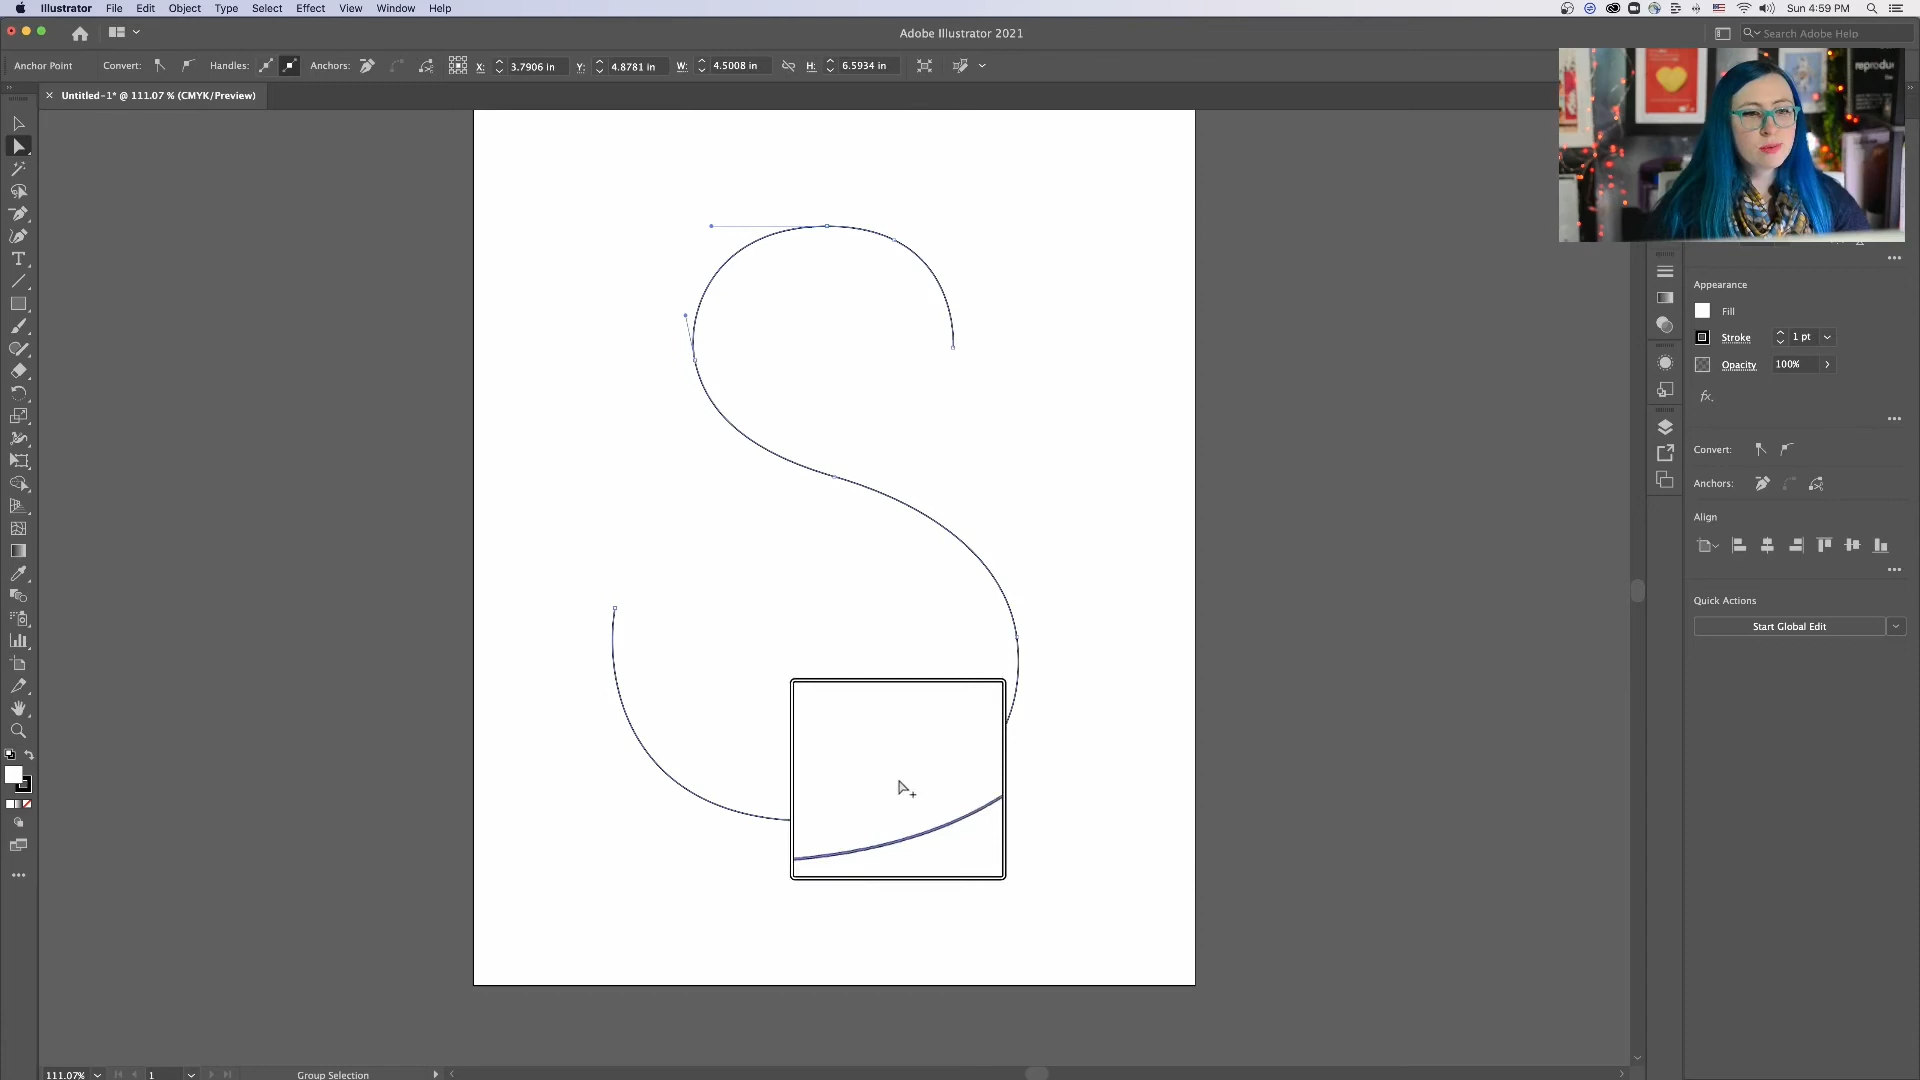 Illustrator File Edit Object Type Select Effect View Window Help
Sun 4:59 PM
Adobe Illustrator 2021
Search Adobe Help
Anchor Point Convert: Handles: Anchors: X: 3.7906 in Y: 4.8781 in W: 4.5008 in H: 6.5934 in
Untitled-1* @ 111.07 % (CMYK/Preview)
reprodu
Appearance
Fill
Stroke 1 pt
Opacity 100%
fx.
Convert:
Anchors:
Align
Quick Actions
Start Global Edit
111.07% 1 Group Selection